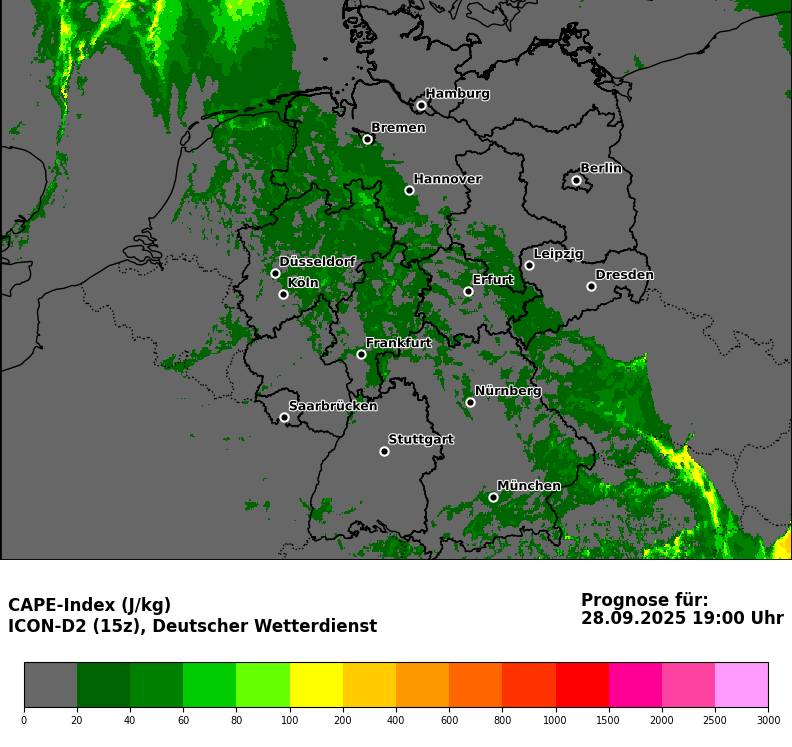 Hamburg
Bremen
Berlin
Hannover
Leipzig
Düsseldorf
Dresden
Erfurt
Köln
Frankfurt
Nürnberg
Saarbrücken
Stuttgart
München
CAPE-Index (J/kg)
ICON-D2 (15z), Deutscher Wetterdienst
Prognose für:
28.09.2025 19:00 Uhr
0 20 40 60 80 100 200 400 600 800 1000 1500 2000 2500 3000